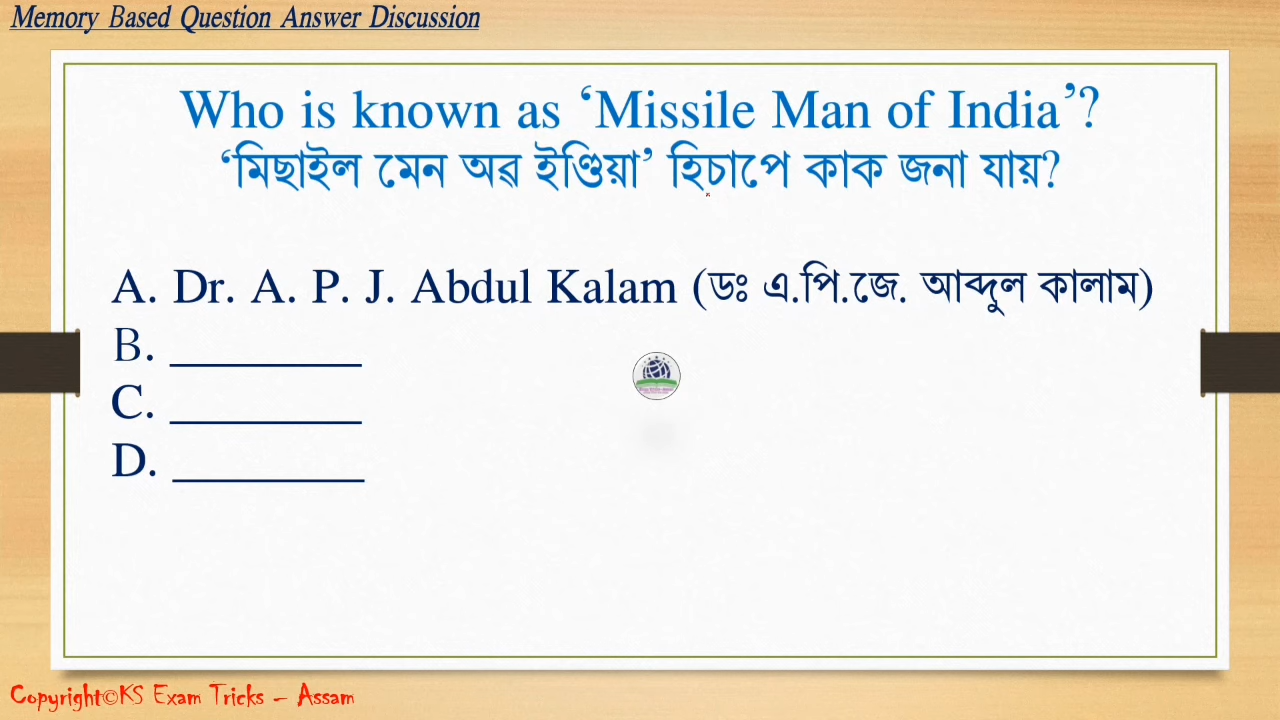 Memory Based Question Answer Discussion
Who is known as ‘Missile Man of India’?
‘মিছাইল মেন অৱ ইণ্ডিয়া’ হিচাপে কাক জনা যায়?
A. Dr. A. P. J. Abdul Kalam (ডঃ এ.পি.জে. আব্দুল কালাম)
B. ________
C. ________
D. ________
Copyright©KS Exam Tricks – Assam